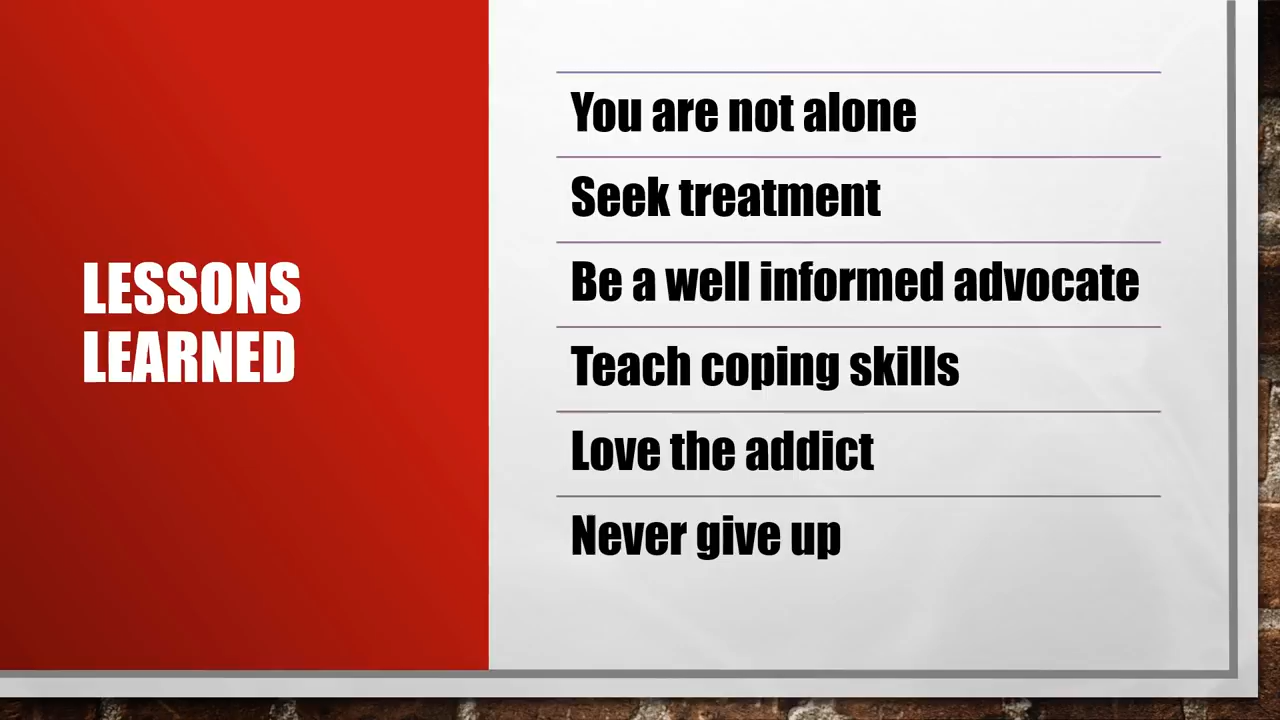 LESSONS
LEARNED
You are not alone
Seek treatment
Be a well informed advocate
Teach coping skills
Love the addict
Never give up